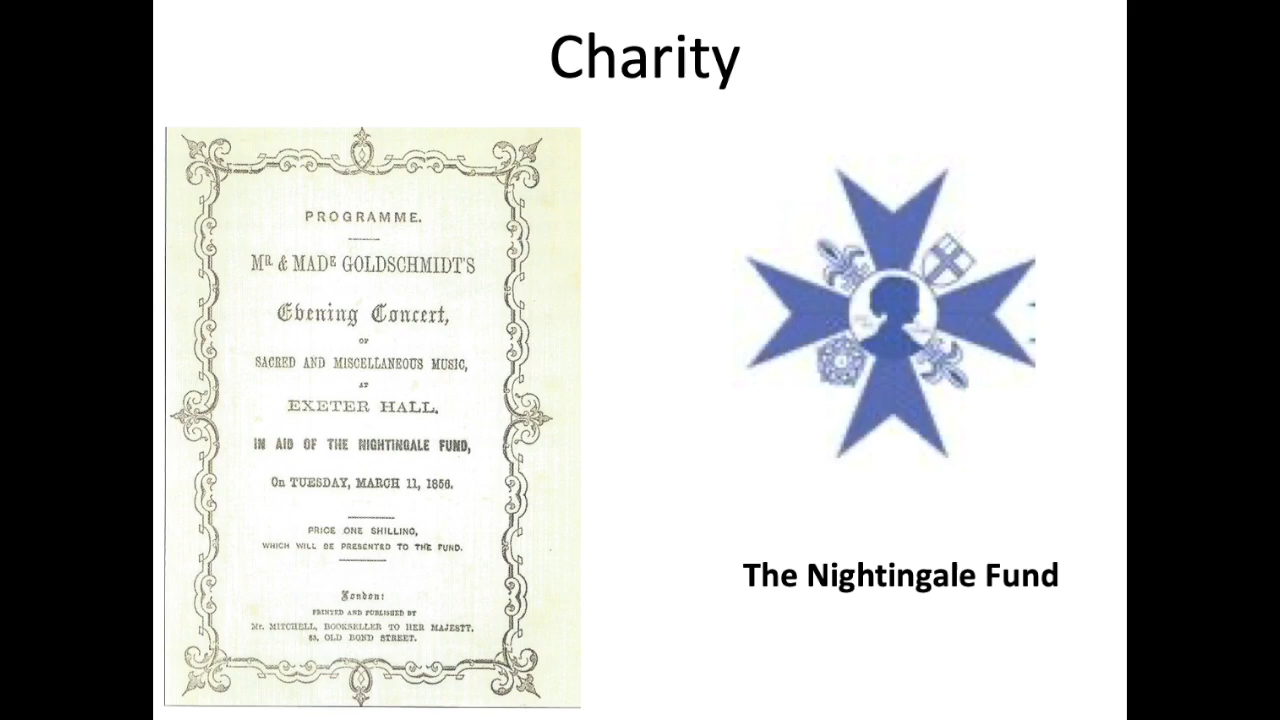 Charity
PROGRAMME.
MR. & MADE GOLDSCHMIDT'S
Evening Concert,
OF
SACRED AND MISCELLANEOUS MUSIC,
AT
EXETER HALL,
IN AID OF THE NIGHTINGALE FUND,
On TUESDAY, MARCH 11, 1856.
PRICE ONE SHILLING,
WHICH WILL BE PRESENTED TO THE FUND.
London:
PRINTED AND PUBLISHED BY
Mr. MITCHELL, BOOKSELLER TO HER MAJESTY.
33, OLD BOND STREET.
The Nightingale Fund